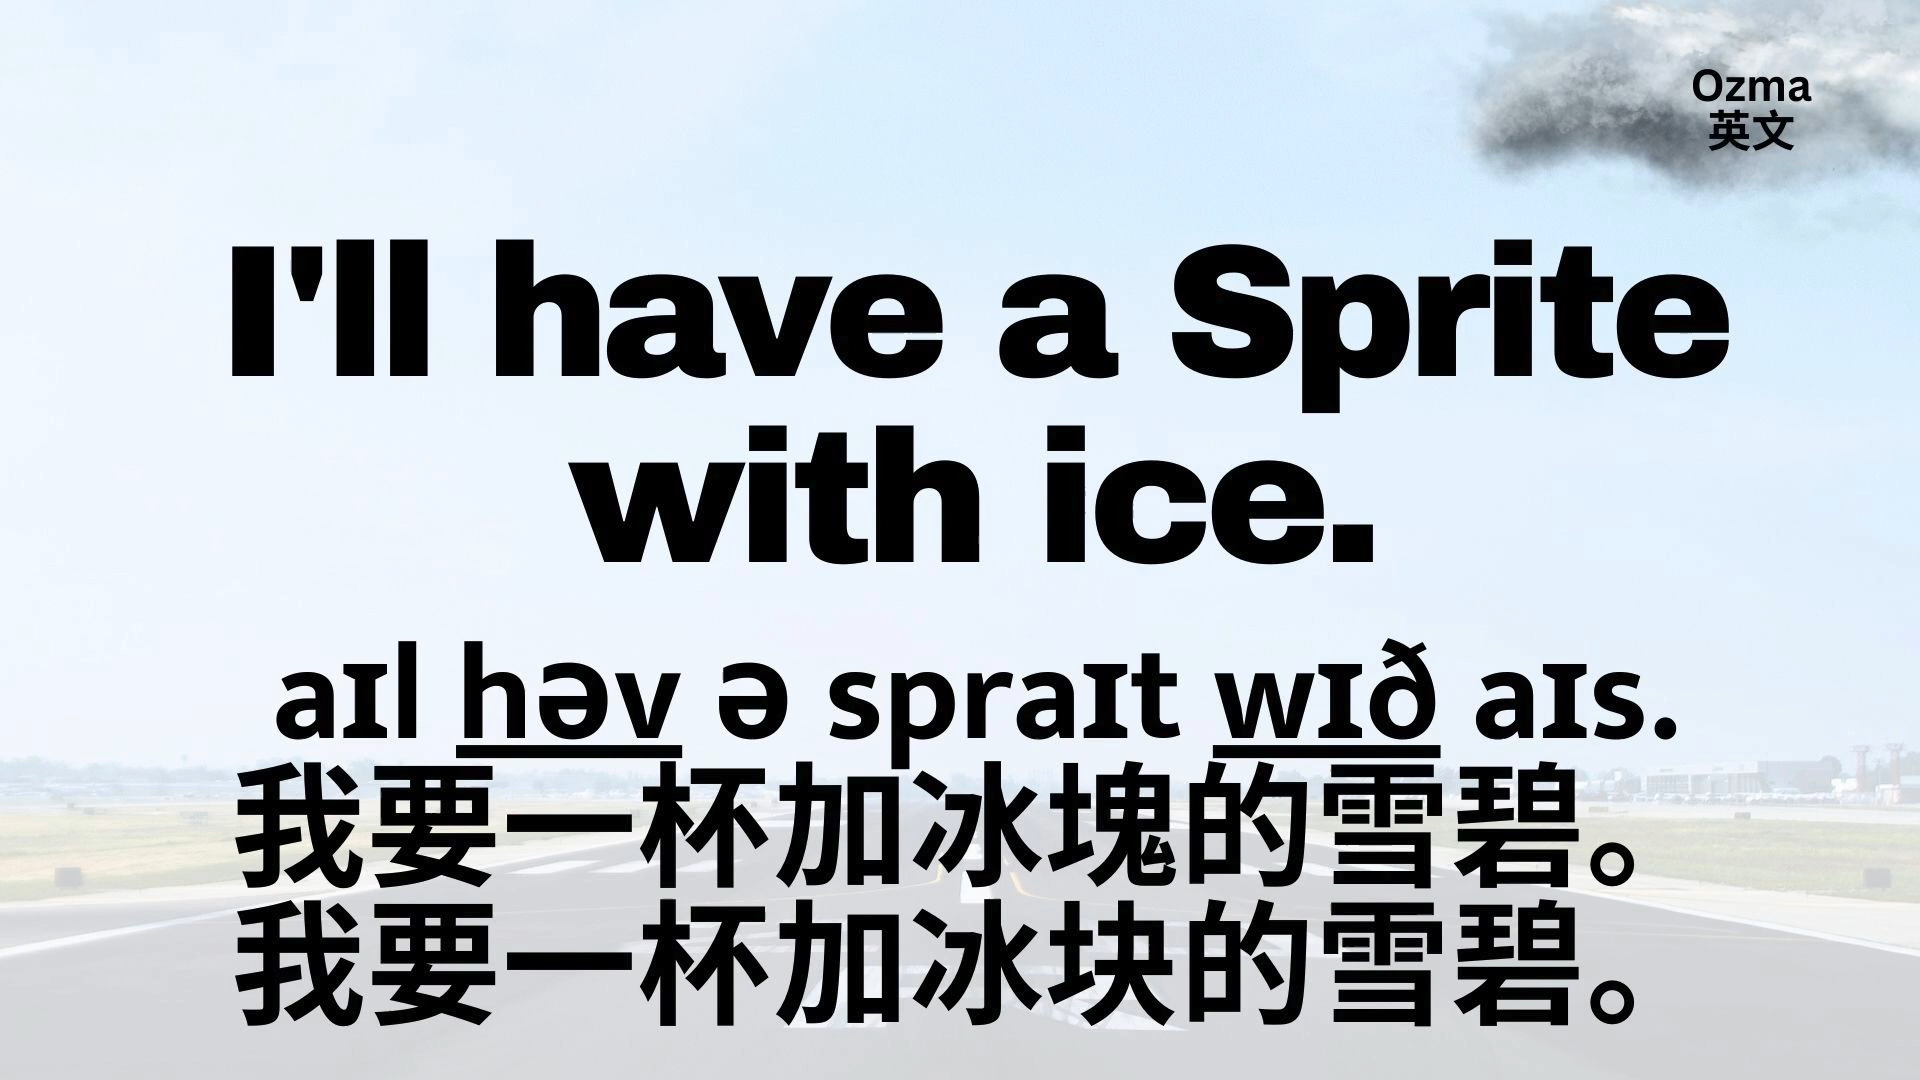 Ozma
英文
I'll have a Sprite
with ice.
aɪl həv ə spraɪt wɪð aɪs.
我要一杯加冰塊的雪碧。
我要一杯加冰块的雪碧。